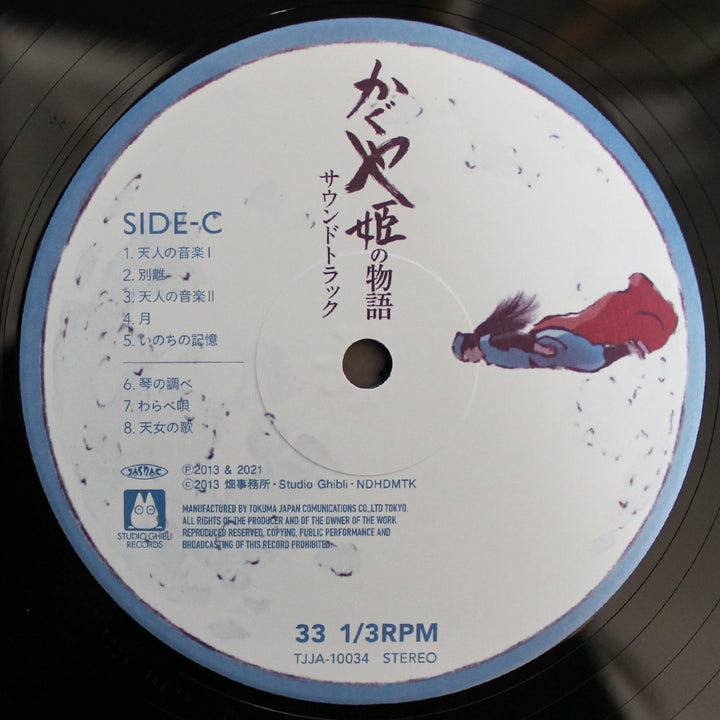 かぐや姫の物語
サウンドトラック
SIDE-C
1. 天人の音楽 I
2. 別離
3. 天人の音楽 II
4. 月
5. いのちの記憶
6. 琴の調べ
7. わらべ唄
8. 天女の歌
JASRAC
℗2013 & 2021
©2013 畑事務所・Studio Ghibli・NDHDMTK
STUDIO GHIBLI
RECORDS
MANUFACTURED BY TOKUMA JAPAN COMUNICATIONS CO.,LTD TOKYO.
ALL RIGHTS OF THE PRODUCER AND OF THE OWNER OF THE WORK
REPRODUCED RESERVED, COPYING, PUBLIC PERFORMANCE AND
BROADCASTING OF THIS RECORD PROHIBITED.
33 1/3RPM
TJJA-10034 STEREO